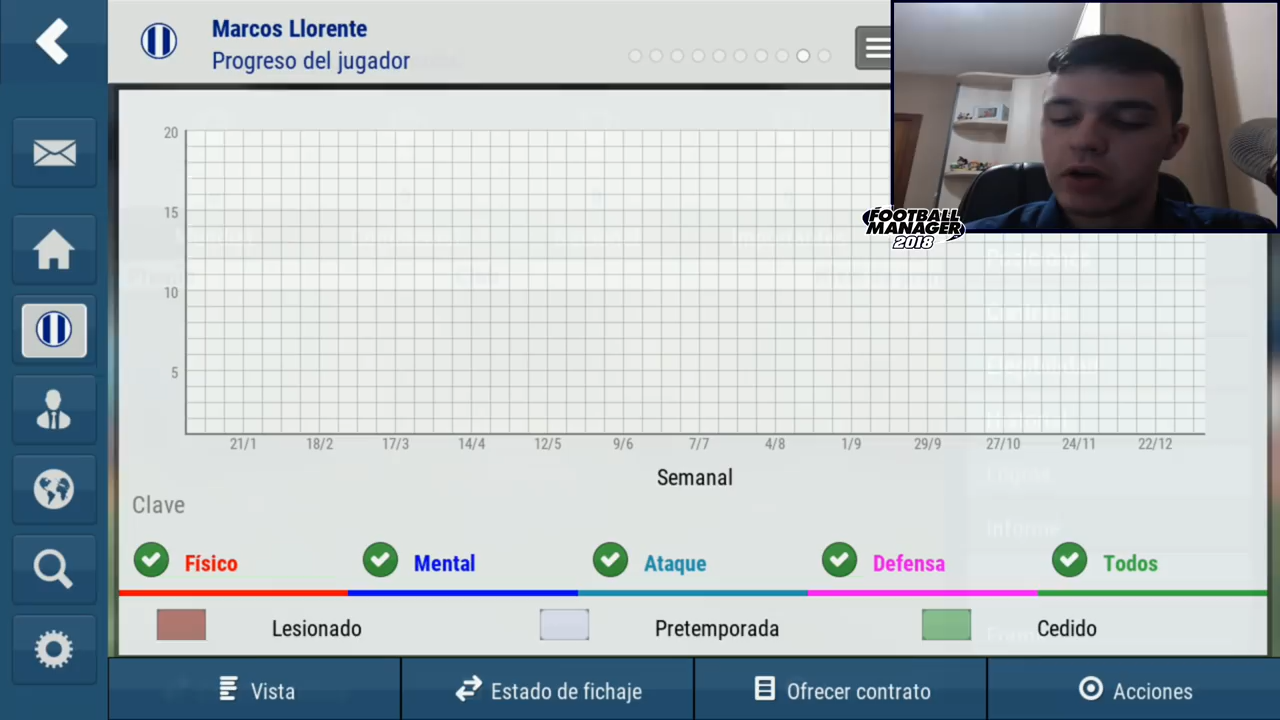 Marcos Llorente
Progreso del jugador
FOOTBALL
MANAGER
2018
20
15
10
5
21/1 18/2 17/3 14/4 12/5 9/6 7/7 4/8 1/9 29/9 27/10 24/11 22/12
Semanal
Clave
Físico Mental Ataque Defensa Todos
Lesionado Pretemporada Cedido
Vista Estado de fichaje Ofrecer contrato Acciones